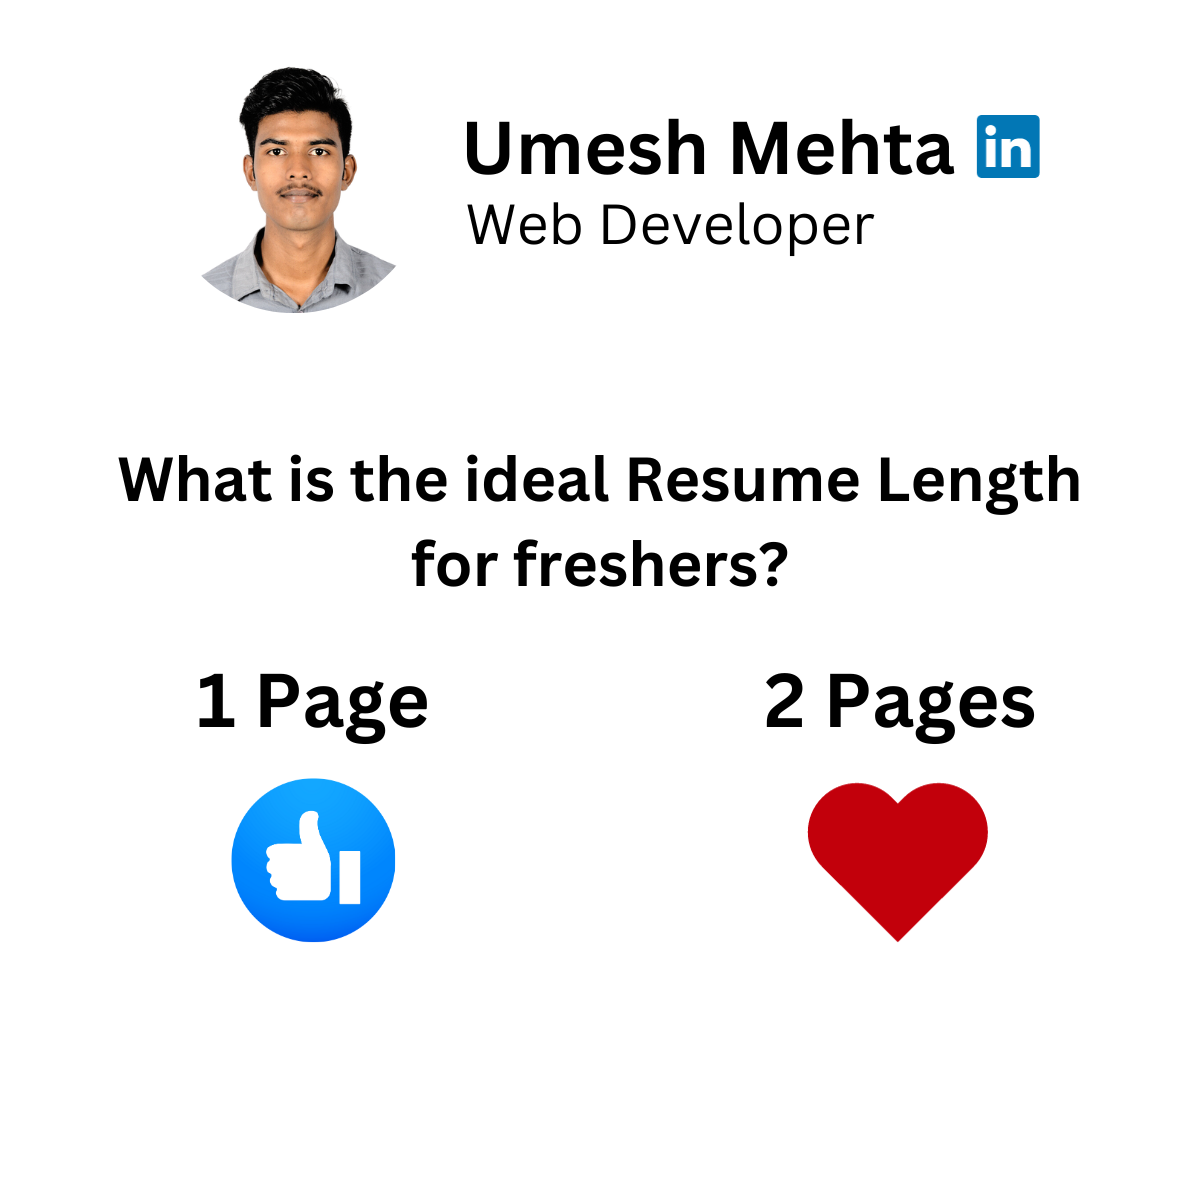 Umesh Mehta in
Web Developer
What is the ideal Resume Length
for freshers?
1 Page
2 Pages